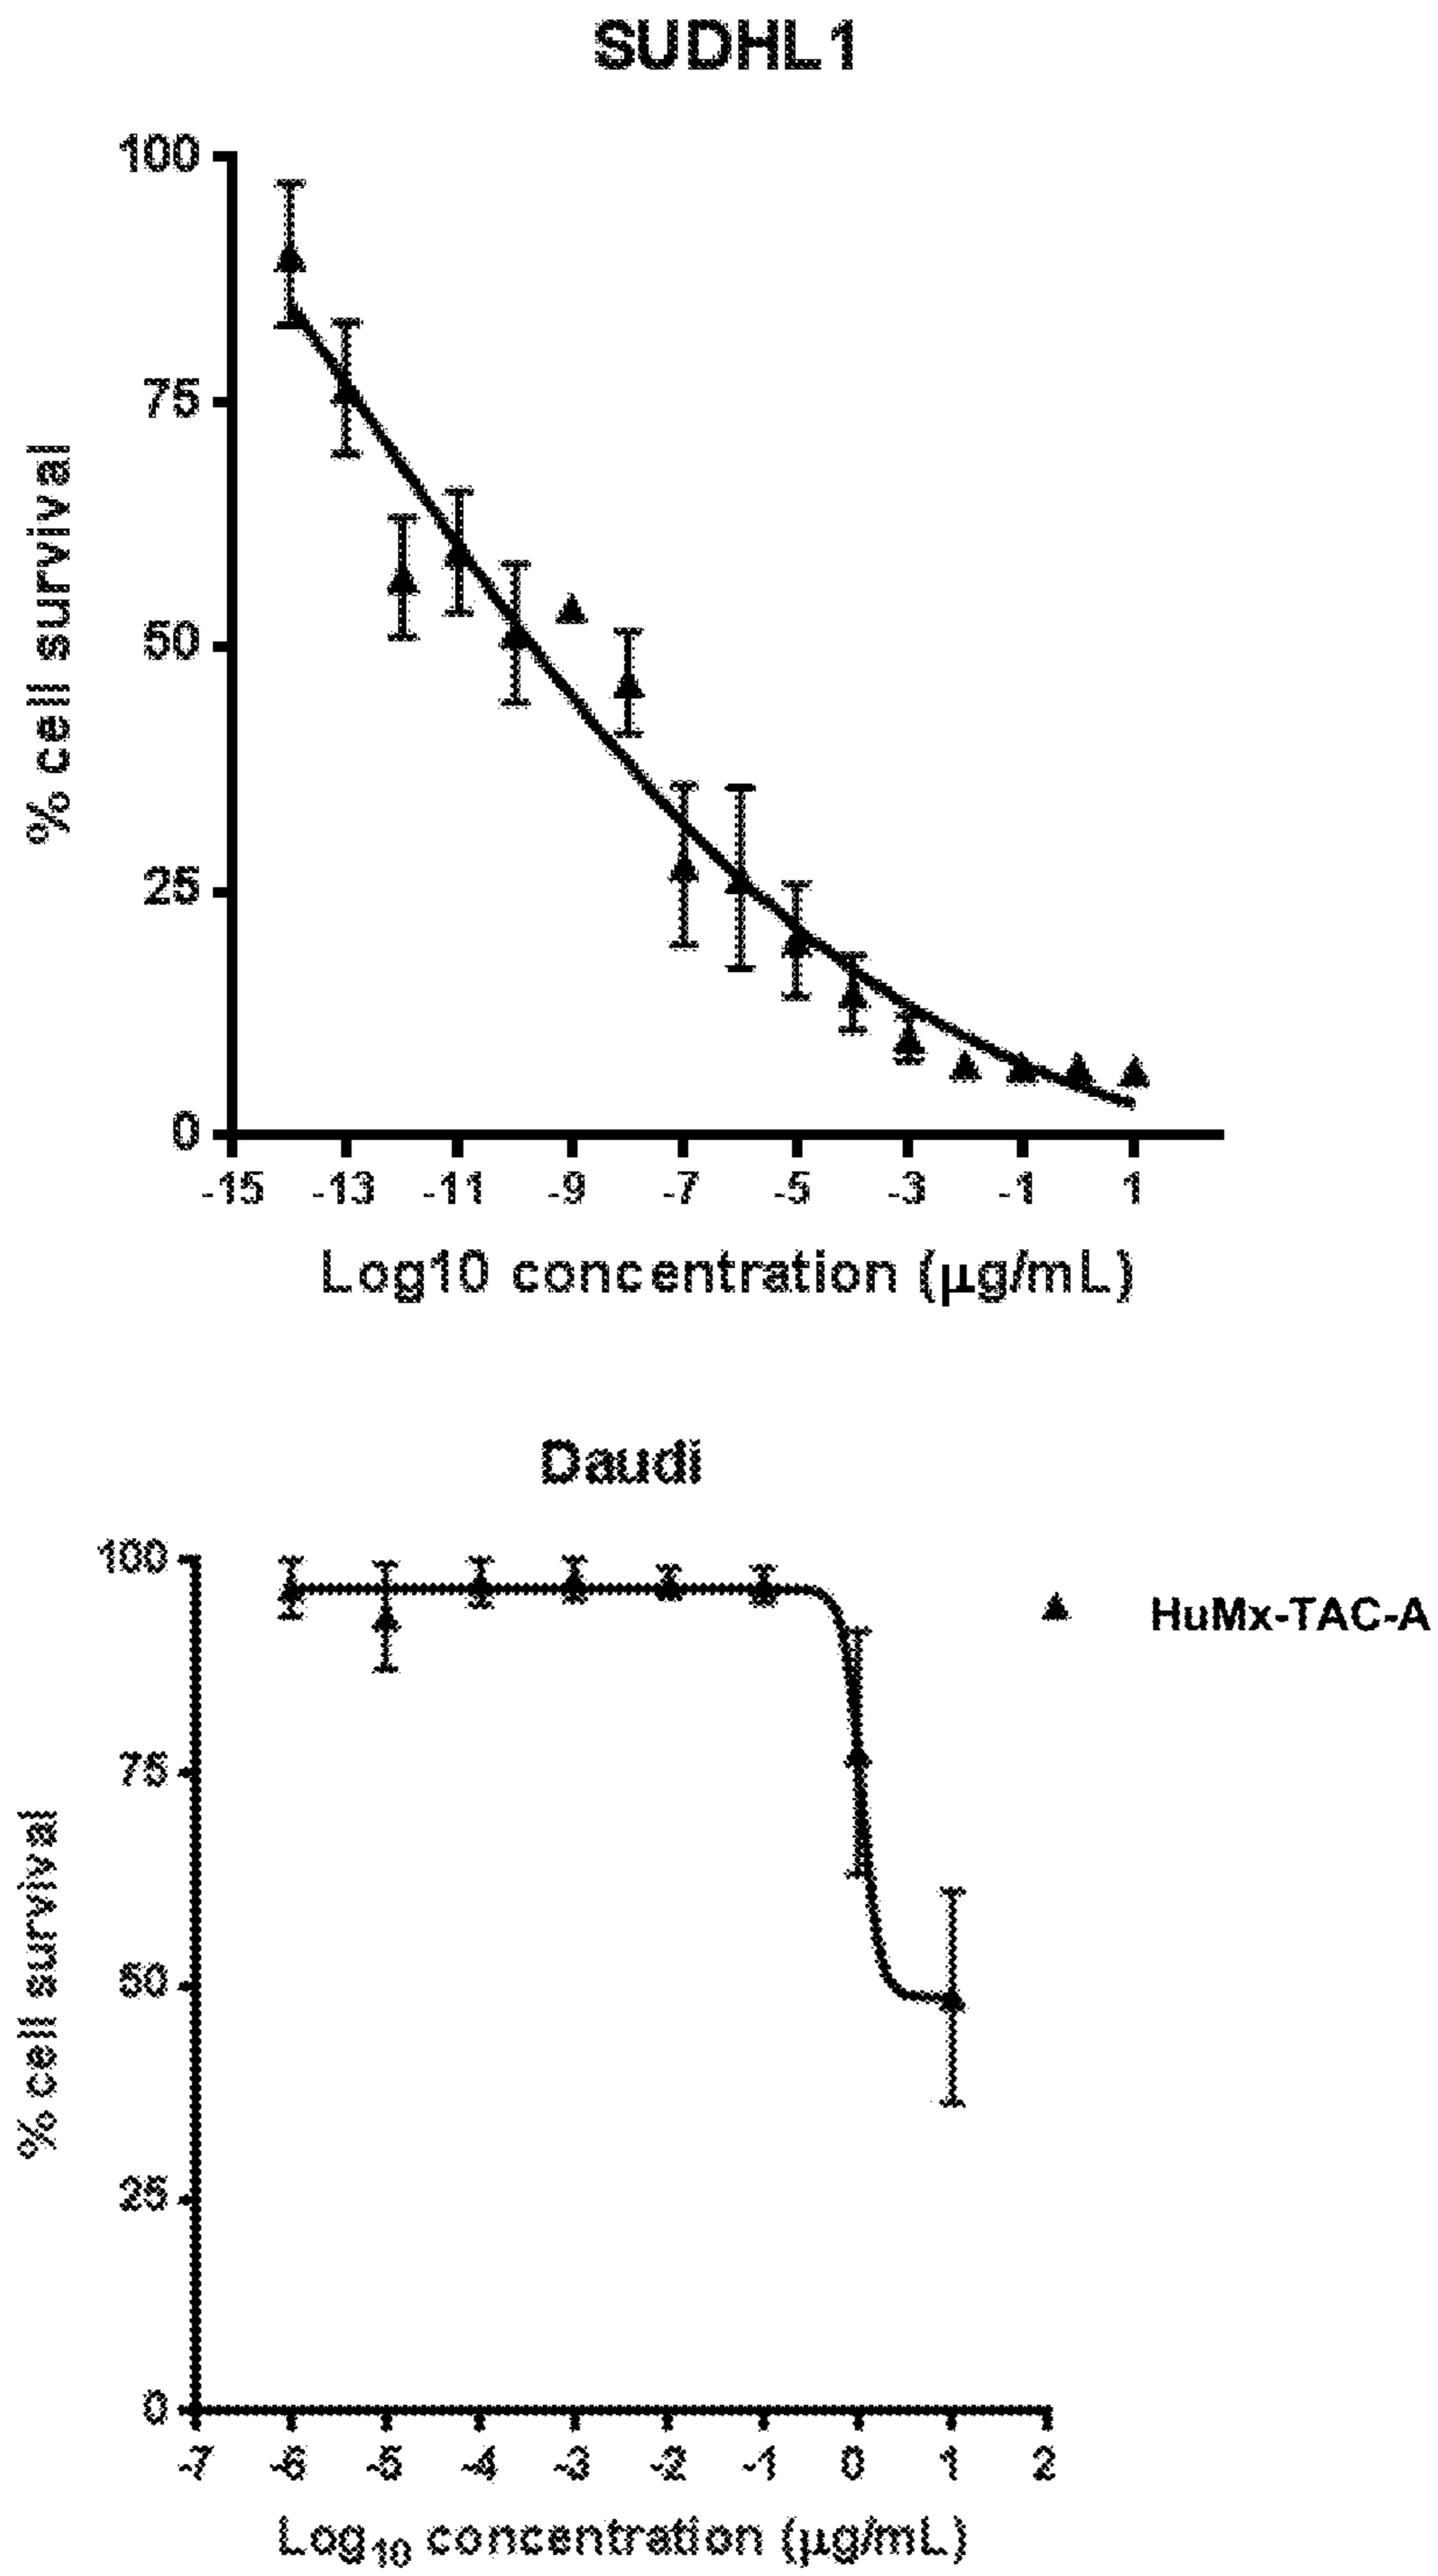 SUDHL1
100
75
50
25
0
% cell survival
-15 -13 -11 -9 -7 -5 -3 -1 1
Log10 concentration (μg/mL)
Daudi
100
75
50
25
0
% cell survival
HuMx-TAC-A
-7 -6 -5 -4 -3 -2 -1 0 1 2
Log10 concentration (μg/mL)